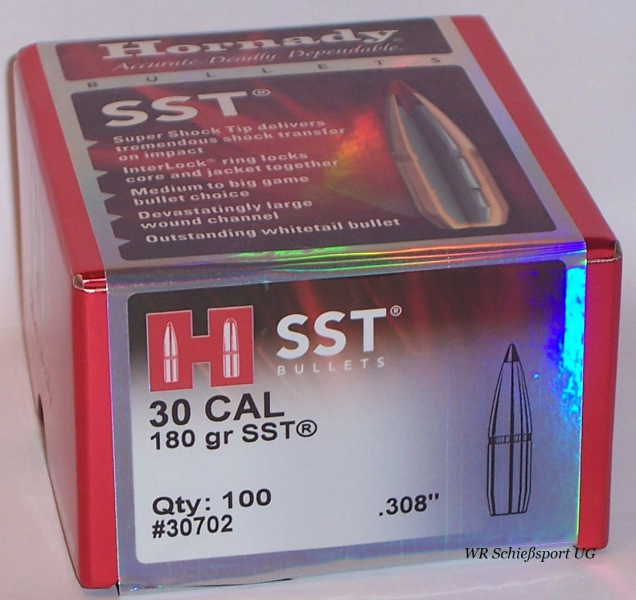 Hornady
Accurate. Deadly. Dependable.
BULLETS
SST®
Super Shock Tip delivers
tremendous shock transfer
on impact
InterLock® ring locks
core and jacket together
Medium to big game
bullet choice
Devastatingly large
wound channel
Outstanding whitetail bullet
H SST®
BULLETS
30 CAL
180 gr SST®
Qty: 100 .308"
#30702
WR Schießsport UG